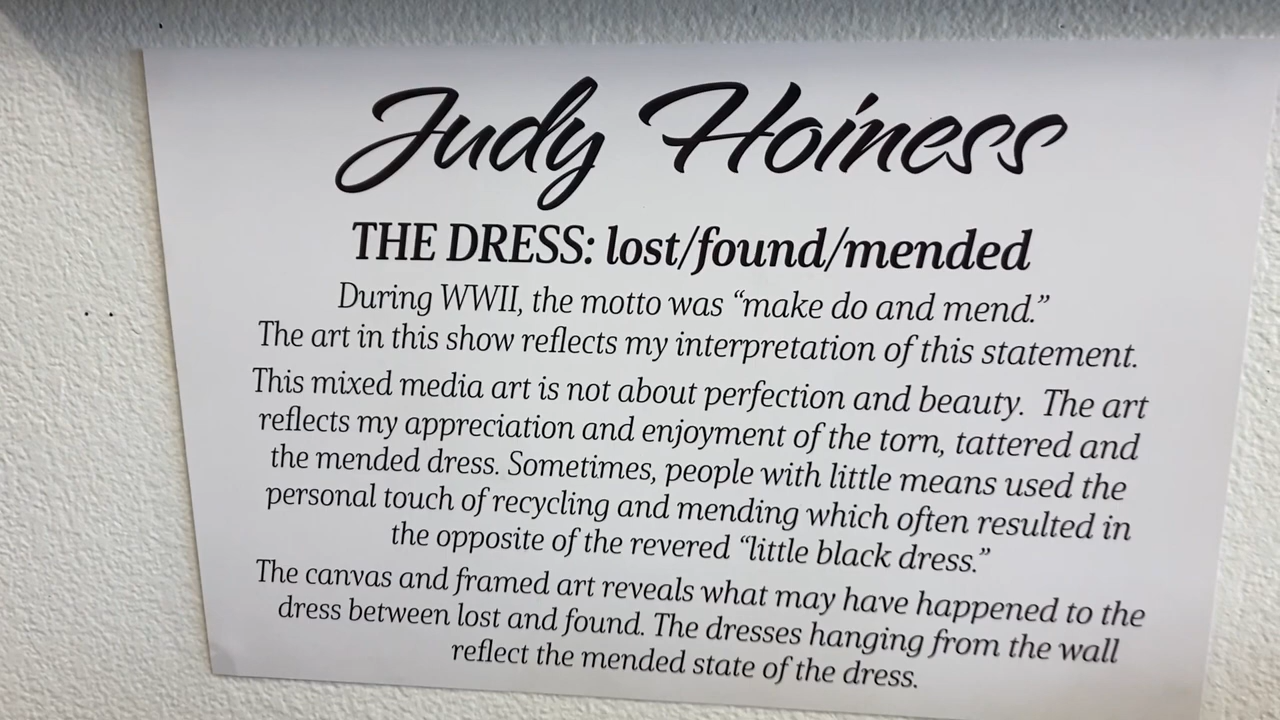 Judy Hoiness
THE DRESS: lost/found/mended
During WWII, the motto was “make do and mend.”
The art in this show reflects my interpretation of this statement.
This mixed media art is not about perfection and beauty.  The art
reflects my appreciation and enjoyment of the torn, tattered and
the mended dress. Sometimes, people with little means used the
personal touch of recycling and mending which often resulted in
the opposite of the revered “little black dress.”
The canvas and framed art reveals what may have happened to the
dress between lost and found. The dresses hanging from the wall
reflect the mended state of the dress.